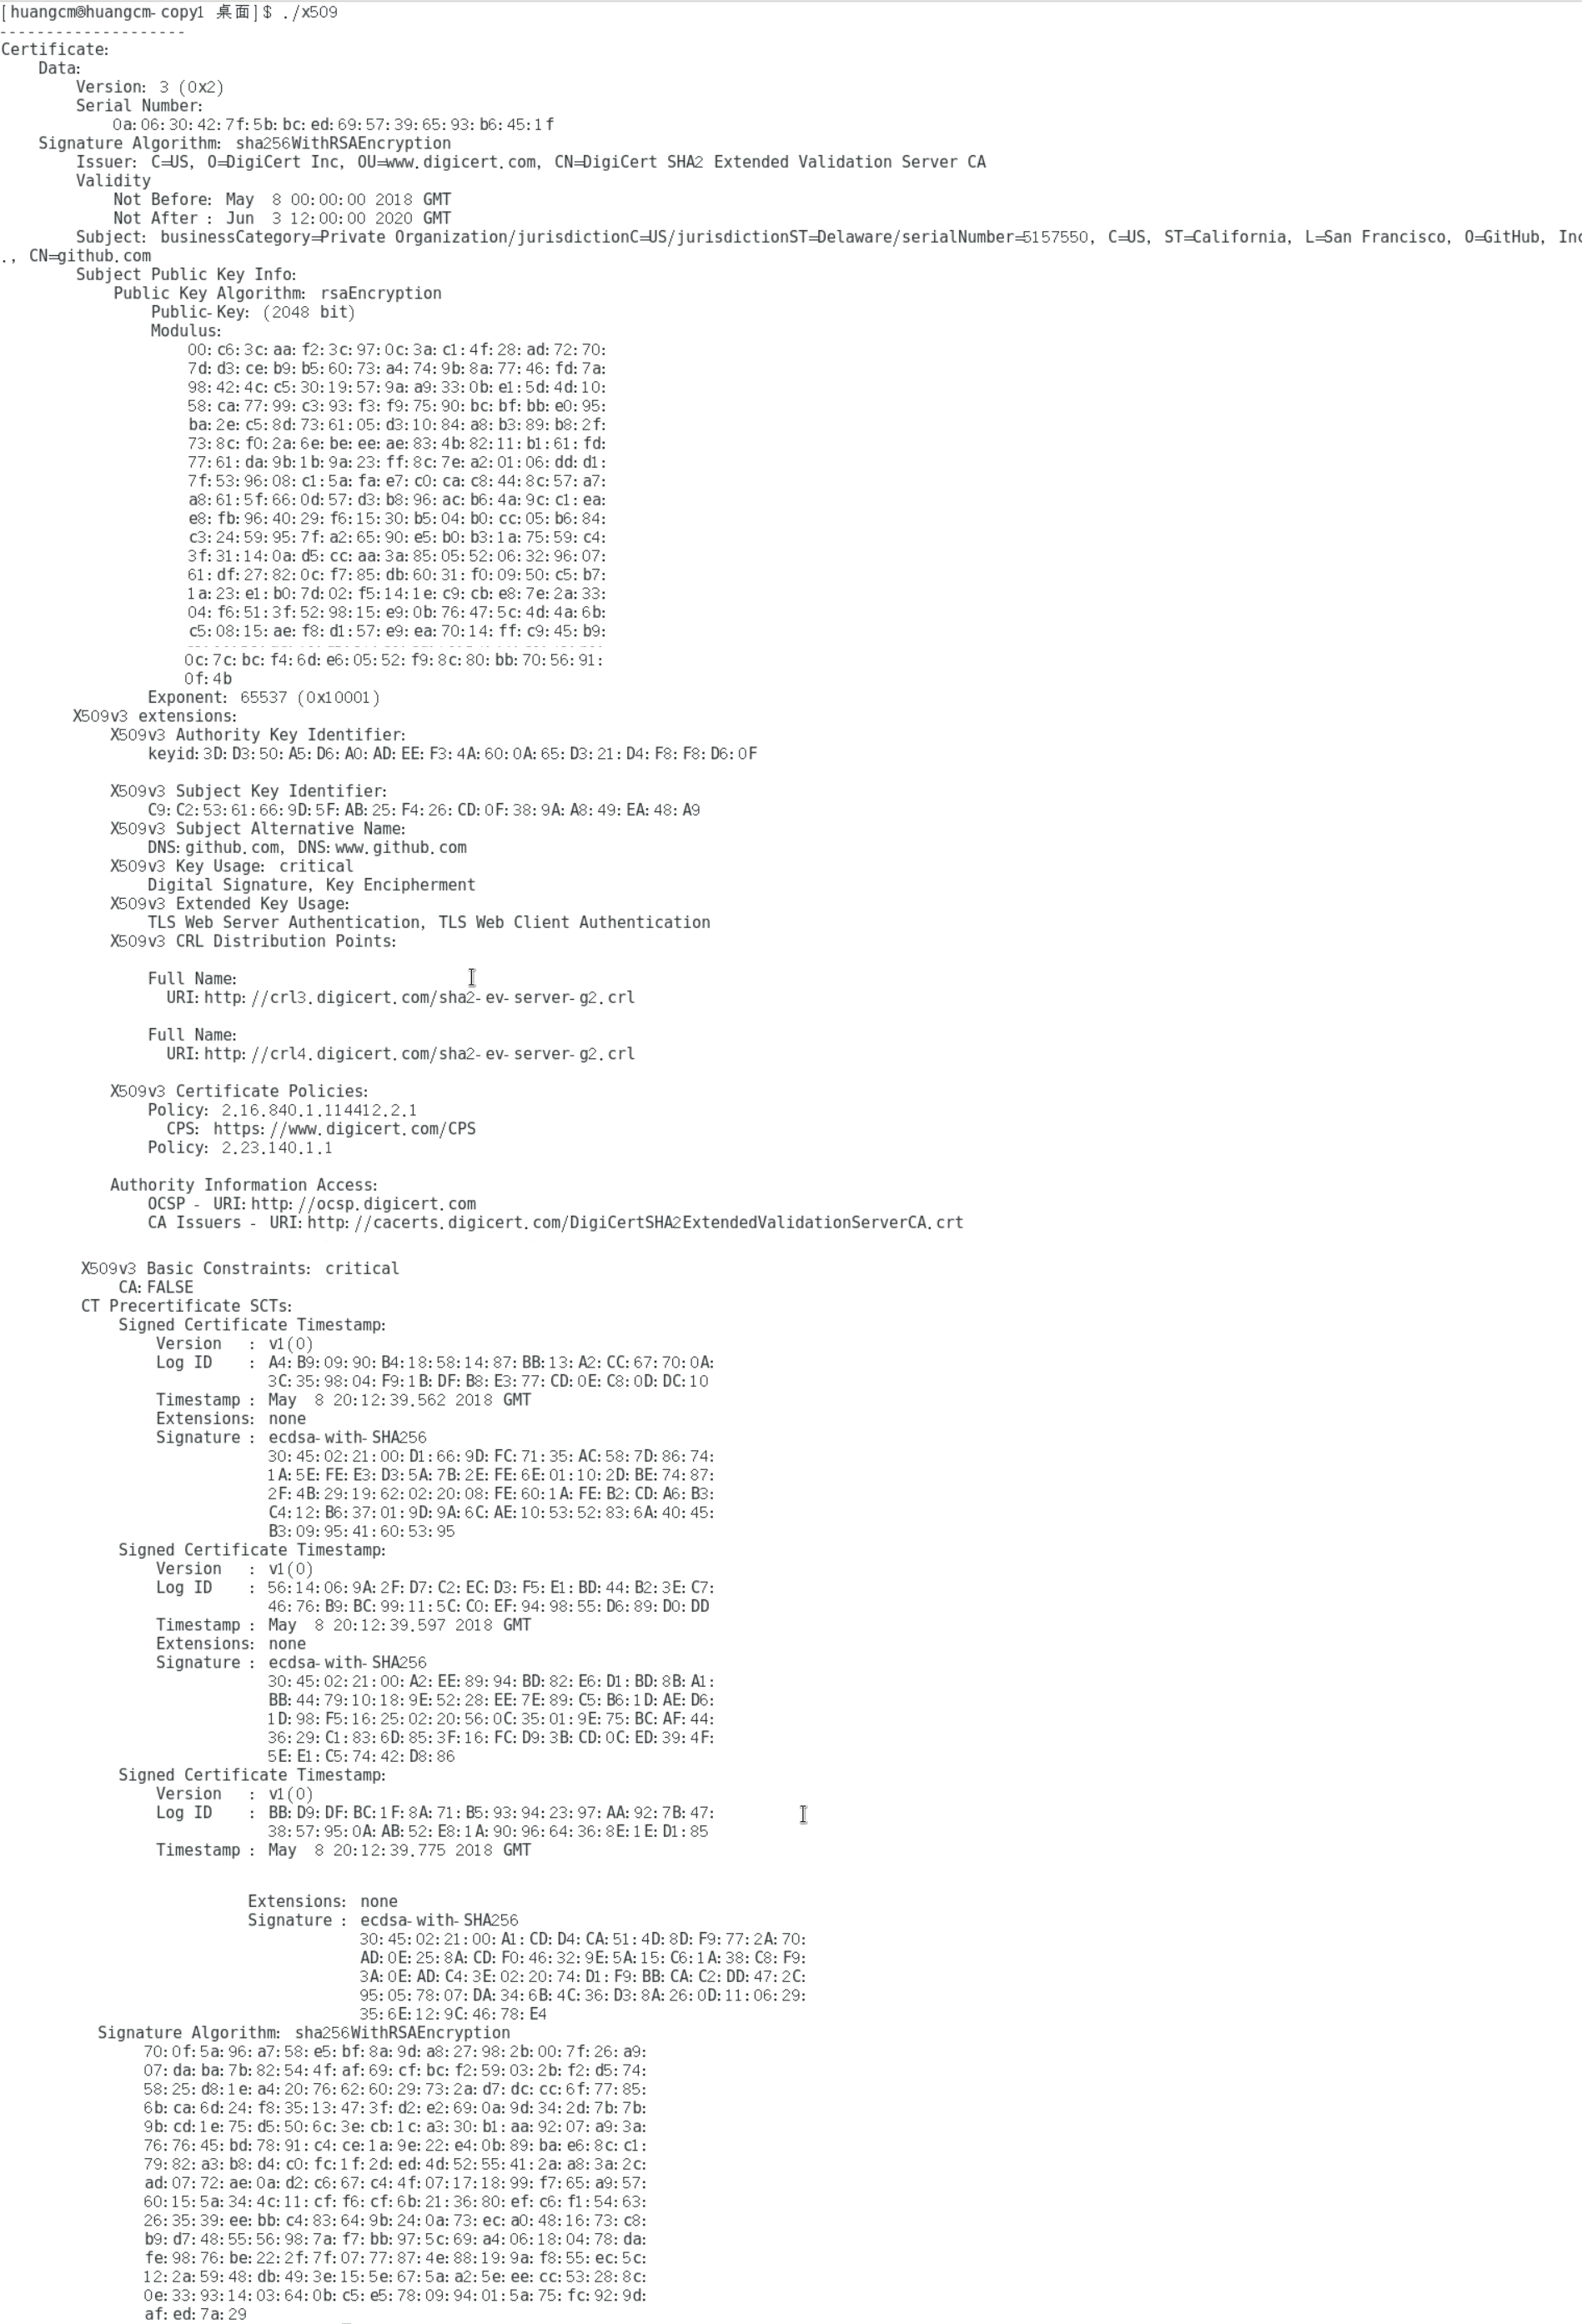 [huangcm@huangcm-copy1 桌面]$ ./x509
--------------------
Certificate:
    Data:
        Version: 3 (0x2)
        Serial Number:
            0a:06:30:42:7f:5b:bc:ed:69:57:39:65:93:b6:45:1f
    Signature Algorithm: sha256WithRSAEncryption
        Issuer: C=US, O=DigiCert Inc, OU=www.digicert.com, CN=DigiCert SHA2 Extended Validation Server CA
        Validity
            Not Before: May  8 00:00:00 2018 GMT
            Not After : Jun  3 12:00:00 2020 GMT
        Subject: businessCategory=Private Organization/jurisdictionC=US/jurisdictionST=Delaware/serialNumber=5157550, C=US, ST=California, L=San Francisco, O=GitHub, Inc
., CN=github.com
        Subject Public Key Info:
            Public Key Algorithm: rsaEncryption
                Public-Key: (2048 bit)
                Modulus:
                    00:c6:3c:aa:f2:3c:97:0c:3a:c1:4f:28:ad:72:70:
                    7d:d3:ce:b9:b5:60:73:a4:74:9b:8a:77:46:fd:7a:
                    98:42:4c:c5:30:19:57:9a:a9:33:0b:e1:5d:4d:10:
                    58:ca:77:99:c3:93:f3:f9:75:90:bc:bf:bb:e0:95:
                    ba:2e:c5:8d:73:61:05:d3:10:84:a8:b3:89:b8:2f:
                    73:8c:f0:2a:6e:be:ee:ae:83:4b:82:11:b1:61:fd:
                    77:61:da:9b:1b:9a:23:ff:8c:7e:a2:01:06:dd:d1:
                    7f:53:96:08:c1:5a:fa:e7:c0:ca:c8:44:8c:57:a7:
                    a8:61:5f:66:0d:57:d3:b8:96:ac:b6:4a:9c:c1:ea:
                    e8:fb:96:40:29:f6:15:30:b5:04:b0:cc:05:b6:84:
                    c3:24:59:95:7f:a2:65:90:e5:b0:b3:1a:75:59:c4:
                    3f:31:14:0a:d5:cc:aa:3a:85:05:52:06:32:96:07:
                    61:df:27:82:0c:f7:85:db:60:31:f0:09:50:c5:b7:
                    1a:23:e1:b0:7d:02:f5:14:1e:c9:cb:e8:7e:2a:33:
                    04:f6:51:3f:52:98:15:e9:0b:76:47:5c:4d:4a:6b:
                    c5:08:15:ae:f8:d1:57:e9:ea:70:14:ff:c9:45:b9:
                    0c:7c:bc:f4:6d:e6:05:52:f9:8c:80:bb:70:56:91:
                    0f:4b
                Exponent: 65537 (0x10001)
        X509v3 extensions:
            X509v3 Authority Key Identifier:
                keyid:3D:D3:50:A5:D6:A0:AD:EE:F3:4A:60:0A:65:D3:21:D4:F8:F8:D6:0F
            X509v3 Subject Key Identifier:
                C9:C2:53:61:66:9D:5F:AB:25:F4:26:CD:0F:38:9A:A8:49:EA:48:A9
            X509v3 Subject Alternative Name:
                DNS:github.com, DNS:www.github.com
            X509v3 Key Usage: critical
                Digital Signature, Key Encipherment
            X509v3 Extended Key Usage:
                TLS Web Server Authentication, TLS Web Client Authentication
            X509v3 CRL Distribution Points:
                Full Name:
                  URI:http://crl3.digicert.com/sha2-ev-server-g2.crl
                Full Name:
                  URI:http://crl4.digicert.com/sha2-ev-server-g2.crl
            X509v3 Certificate Policies:
                Policy: 2.16.840.1.114412.2.1
                  CPS: https://www.digicert.com/CPS
                Policy: 2.23.140.1.1
            Authority Information Access:
                OCSP - URI:http://ocsp.digicert.com
                CA Issuers - URI:http://cacerts.digicert.com/DigiCertSHA2ExtendedValidationServerCA.crt
            X509v3 Basic Constraints: critical
                CA:FALSE
            CT Precertificate SCTs:
                Signed Certificate Timestamp:
                    Version   : v1(0)
                    Log ID    : A4:B9:09:90:B4:18:58:14:87:BB:13:A2:CC:67:70:0A:
                                3C:35:98:04:F9:1B:DF:B8:E3:77:CD:0E:C8:0D:DC:10
                    Timestamp : May  8 20:12:39.562 2018 GMT
                    Extensions: none
                    Signature : ecdsa-with-SHA256
                                30:45:02:21:00:D1:66:9D:FC:71:35:AC:58:7D:86:74:
                                1A:5E:FE:E3:D3:5A:7B:2E:FE:6E:01:10:2D:BE:74:87:
                                2F:4B:29:19:62:02:20:08:FE:60:1A:FE:B2:CD:A6:B3:
                                C4:12:B6:37:01:9D:9A:6C:AE:10:53:52:83:6A:40:45:
                                B3:09:95:41:60:53:95
                Signed Certificate Timestamp:
                    Version   : v1(0)
                    Log ID    : 56:14:06:9A:2F:D7:C2:EC:D3:F5:E1:BD:44:B2:3E:C7:
                                46:76:B9:BC:99:11:5C:C0:EF:94:98:55:D6:89:D0:DD
                    Timestamp : May  8 20:12:39.597 2018 GMT
                    Extensions: none
                    Signature : ecdsa-with-SHA256
                                30:45:02:21:00:A2:EE:89:94:BD:82:E6:D1:BD:8B:A1:
                                BB:44:79:10:18:9E:52:28:EE:7E:89:C5:B6:1D:AE:D6:
                                1D:98:F5:16:25:02:20:56:0C:35:01:9E:75:BC:AF:44:
                                36:29:C1:83:6D:85:3F:16:FC:D9:3B:CD:0C:ED:39:4F:
                                5E:E1:C5:74:42:D8:86
                Signed Certificate Timestamp:
                    Version   : v1(0)
                    Log ID    : BB:D9:DF:BC:1F:8A:71:B5:93:94:23:97:AA:92:7B:47:
                                38:57:95:0A:AB:52:E8:1A:90:96:64:36:8E:1E:D1:85
                    Timestamp : May  8 20:12:39.775 2018 GMT
                    Extensions: none
                    Signature : ecdsa-with-SHA256
                                30:45:02:21:00:A1:CD:D4:CA:51:4D:8D:F9:77:2A:70:
                                AD:0E:25:8A:CD:F0:46:32:9E:5A:15:C6:1A:38:C8:F9:
                                3A:0E:AD:C4:3E:02:20:74:D1:F9:BB:CA:C2:DD:47:2C:
                                95:05:78:07:DA:34:6B:4C:36:D3:8A:26:0D:11:06:29:
                                35:6E:12:9C:46:78:E4
    Signature Algorithm: sha256WithRSAEncryption
         70:0f:5a:96:a7:58:e5:bf:8a:9d:a8:27:98:2b:00:7f:26:a9:
         07:da:ba:7b:82:54:4f:af:69:cf:bc:f2:59:03:2b:f2:d5:74:
         58:25:d8:1e:a4:20:76:62:60:29:73:2a:d7:dc:cc:6f:77:85:
         6b:ca:6d:24:f8:35:13:47:3f:d2:e2:69:0a:9d:34:2d:7b:7b:
         9b:cd:1e:75:d5:50:6c:3e:cb:1c:a3:30:b1:aa:92:07:a9:3a:
         76:76:45:bd:78:91:c4:ce:1a:9e:22:e4:0b:89:ba:e6:8c:c1:
         79:82:a3:b8:d4:c0:fc:1f:2d:ed:4d:52:55:41:2a:a8:3a:2c:
         ad:07:72:ae:0a:d2:c6:67:c4:4f:07:17:18:99:f7:65:a9:57:
         60:15:5a:34:4c:11:cf:f6:cf:6b:21:36:80:ef:c6:f1:54:63:
         26:35:39:ee:bb:c4:83:64:9b:24:0a:73:ec:a0:48:16:73:c8:
         b9:d7:48:55:56:98:7a:f7:bb:97:5c:69:a4:06:18:04:78:da:
         fe:98:76:be:22:2f:7f:07:77:87:4e:88:19:9a:f8:55:ec:5c:
         12:2a:59:48:db:49:3e:15:5e:67:5a:a2:5e:ee:cc:53:28:8c:
         0e:33:93:14:03:64:0b:c5:e5:78:09:94:01:5a:75:fc:92:9d:
         af:ed:7a:29